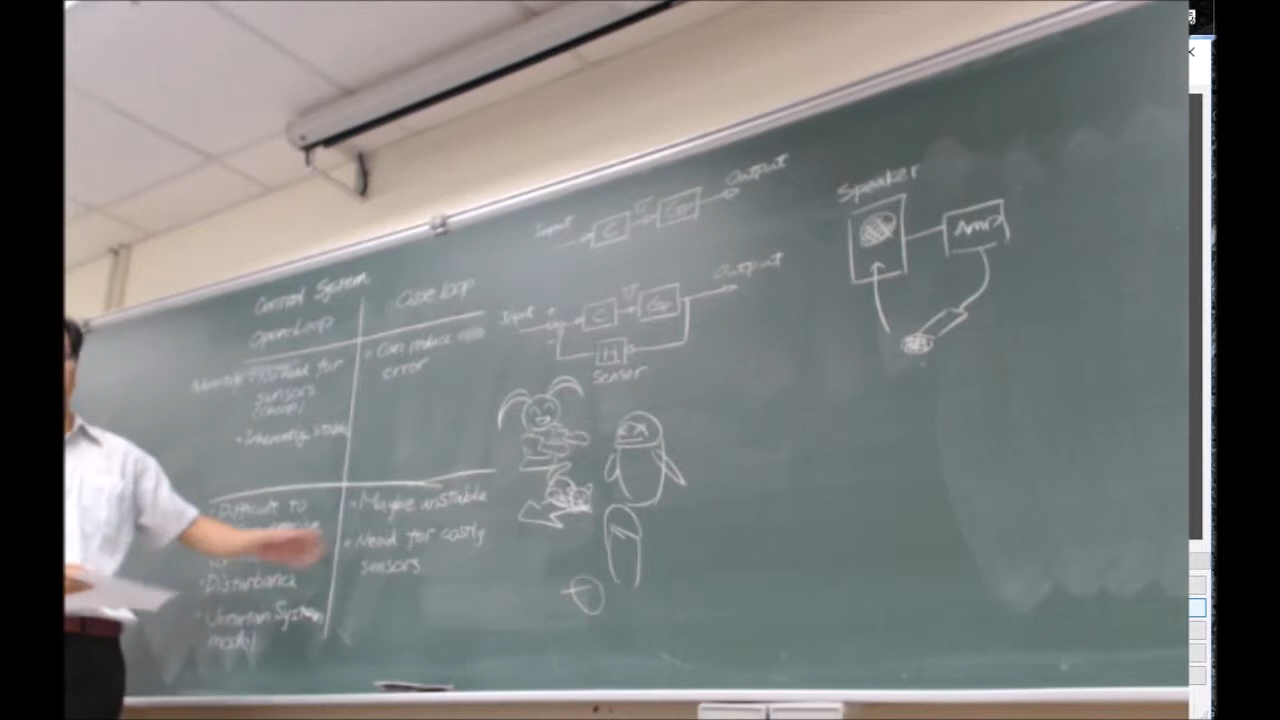 Control System
Open Loop
Close loop
Advantage • No need for
sensors
(cheap)
• Inherently stable
• Can reduce
error
• Difficult to
• Disturbance
• Uncertain System
model
• Maybe unstable
• Need for costly
sensors
Input
C
V
Gp
Output
Input
+
-
C
V
Gp
Output
H
Sensor
Speaker
Amp